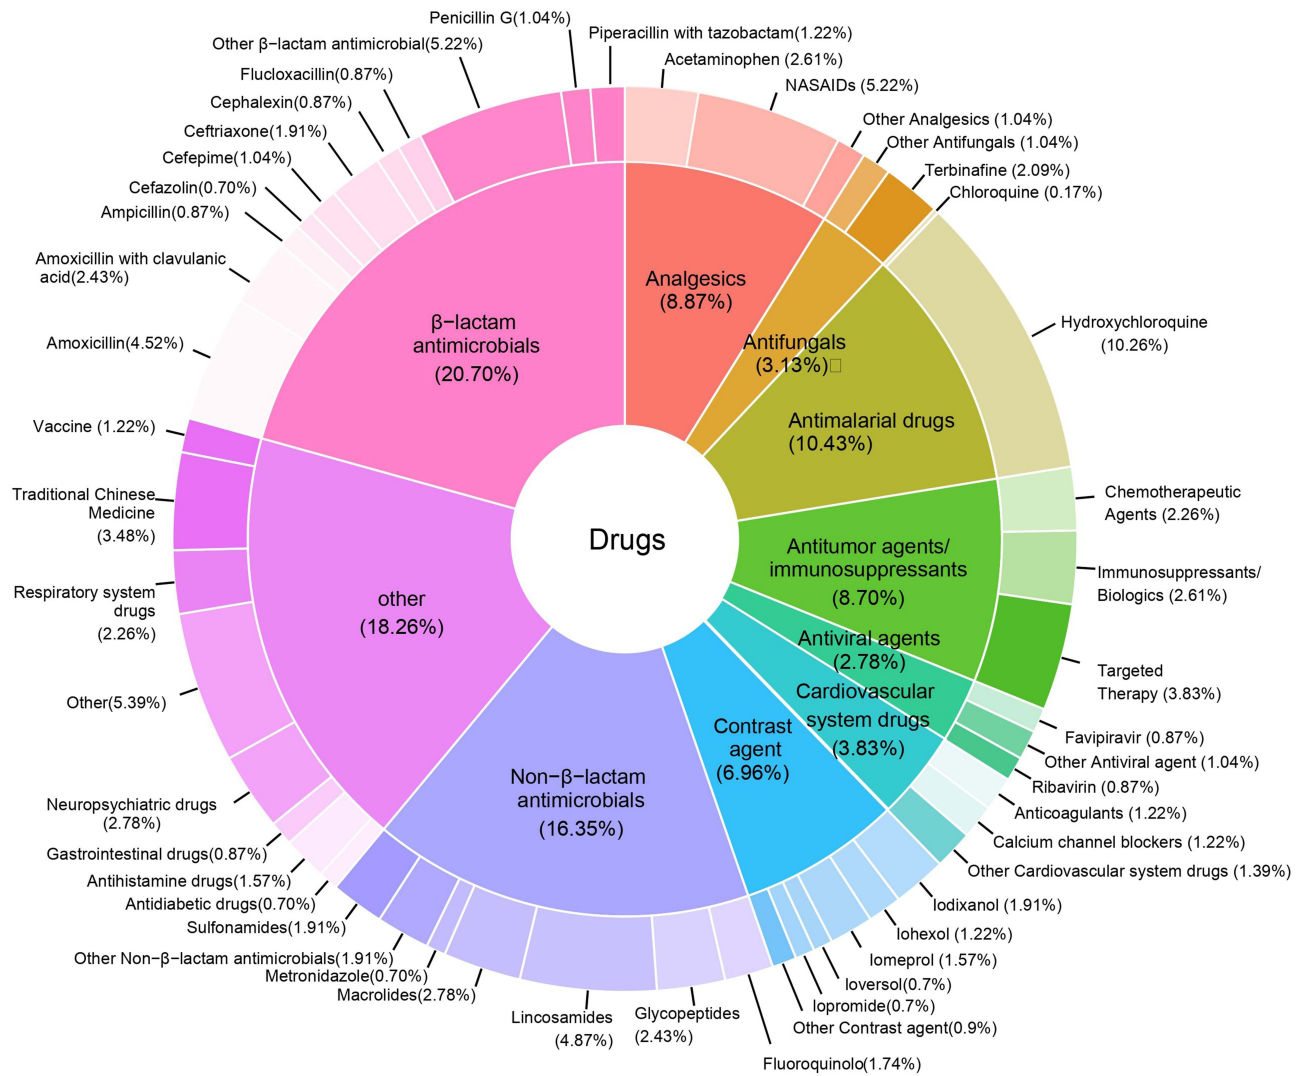 Penicillin G(1.04%)
Piperacillin with tazobactam(1.22%)
Other β−lactam antimicrobial(5.22%)
Acetaminophen (2.61%)
Flucloxacillin(0.87%)
NASAIDs (5.22%)
Cephalexin(0.87%)
Other Analgesics (1.04%)
Ceftriaxone(1.91%)
Other Antifungals (1.04%)
Cefepime(1.04%)
Terbinafine (2.09%)
Cefazolin(0.70%)
Chloroquine (0.17%)
Ampicillin(0.87%)
Amoxicillin with clavulanic
acid(2.43%)
Analgesics
(8.87%)
β−lactam
antimicrobials
(20.70%)
Hydroxychloroquine
(10.26%)
Amoxicillin(4.52%)
Antifungals
(3.13%)□
Antimalarial drugs
(10.43%)
Vaccine (1.22%)
Traditional Chinese
Medicine
(3.48%)
Chemotherapeutic
Agents (2.26%)
Drugs
Antitumor agents/
immunosuppressants
(8.70%)
Immunosuppressants/
Biologics (2.61%)
Respiratory system
drugs
(2.26%)
other
(18.26%)
Antiviral agents
(2.78%)
Targeted
Therapy (3.83%)
Other(5.39%)
Cardiovascular
system drugs
(3.83%)
Contrast
agent
(6.96%)
Favipiravir (0.87%)
Other Antiviral agent (1.04%)
Ribavirin (0.87%)
Non−β−lactam
antimicrobials
(16.35%)
Neuropsychiatric drugs
(2.78%)
Anticoagulants (1.22%)
Calcium channel blockers (1.22%)
Gastrointestinal drugs(0.87%)
Other Cardiovascular system drugs (1.39%)
Antihistamine drugs(1.57%)
Antidiabetic drugs(0.70%)
Iodixanol (1.91%)
Sulfonamides(1.91%)
Iohexol (1.22%)
Other Non−β−lactam antimicrobials(1.91%)
Iomeprol (1.57%)
Metronidazole(0.70%)
Ioversol(0.7%)
Macrolides(2.78%)
Iopromide(0.7%)
Lincosamides
(4.87%)
Glycopeptides
(2.43%)
Other Contrast agent(0.9%)
Fluoroquinolo(1.74%)